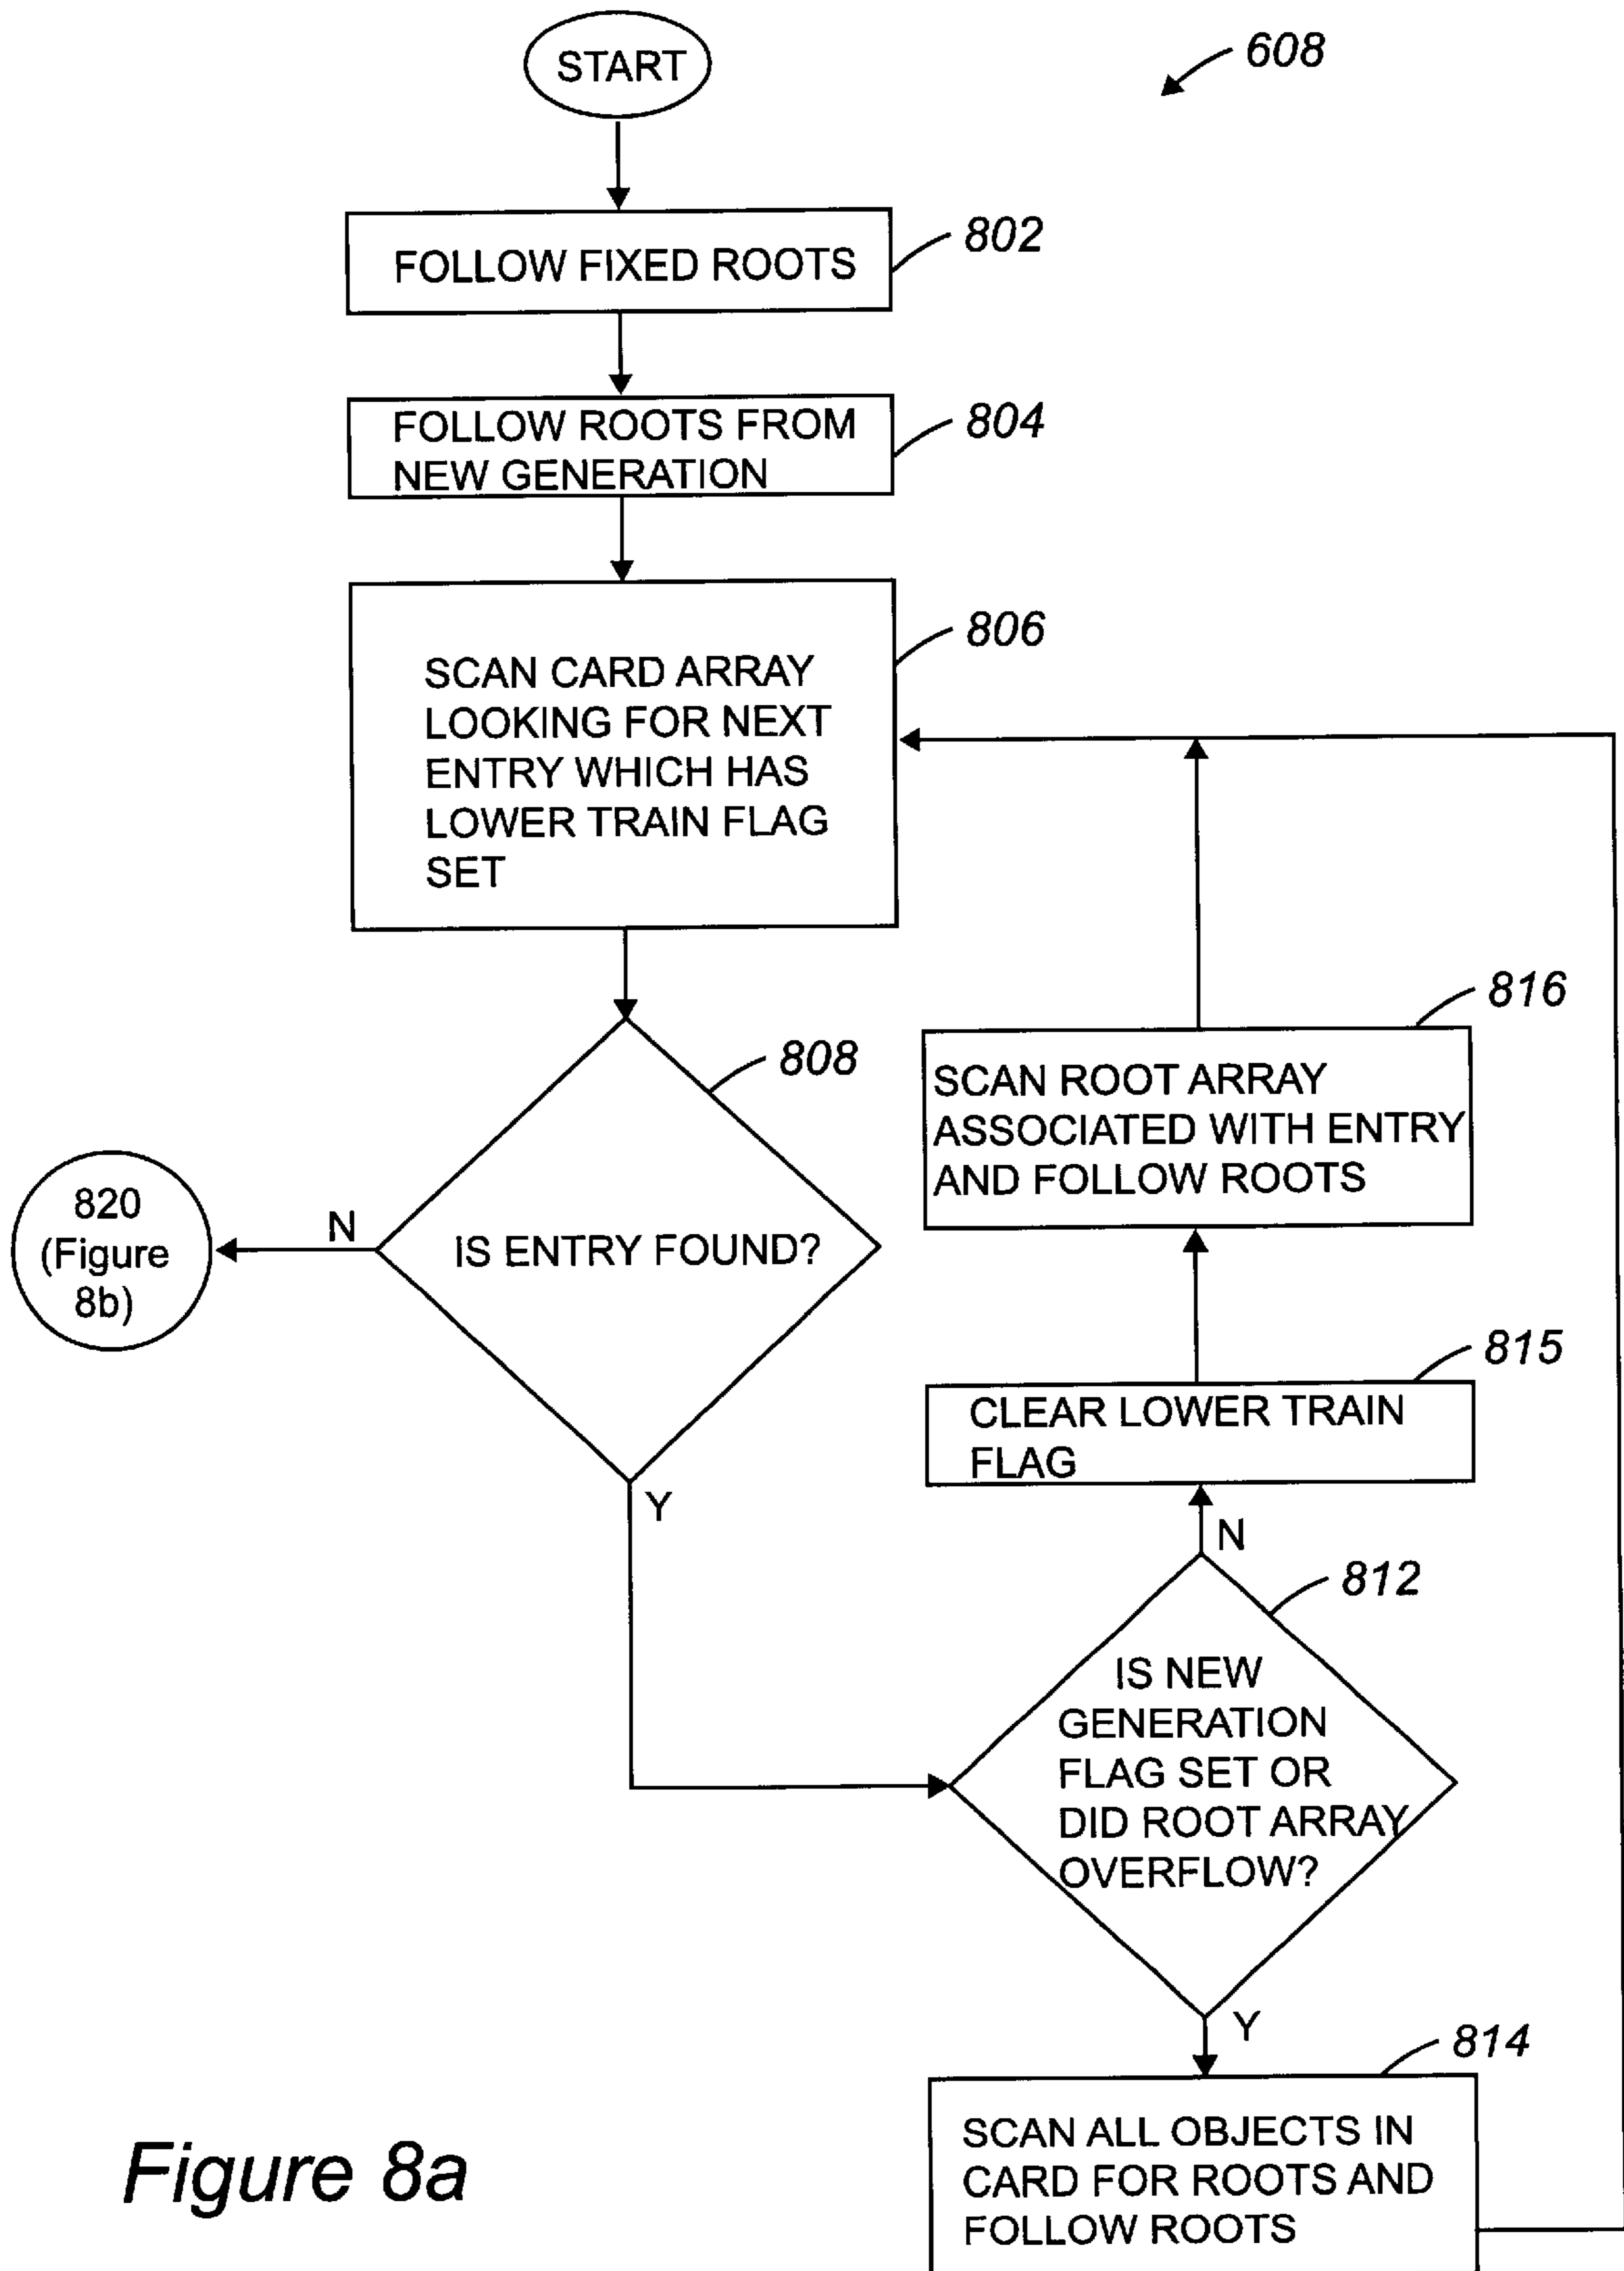 START
608
FOLLOW FIXED ROOTS
802
FOLLOW ROOTS FROM
NEW GENERATION
804
SCAN CARD ARRAY
LOOKING FOR NEXT
ENTRY WHICH HAS
LOWER TRAIN FLAG
SET
806
IS ENTRY FOUND?
808
N
820
(Figure
8b)
Y
SCAN ROOT ARRAY
ASSOCIATED WITH ENTRY
AND FOLLOW ROOTS
816
CLEAR LOWER TRAIN
FLAG
815
N
IS NEW
GENERATION
FLAG SET OR
DID ROOT ARRAY
OVERFLOW?
812
Y
SCAN ALL OBJECTS IN
CARD FOR ROOTS AND
FOLLOW ROOTS
814
Figure 8a